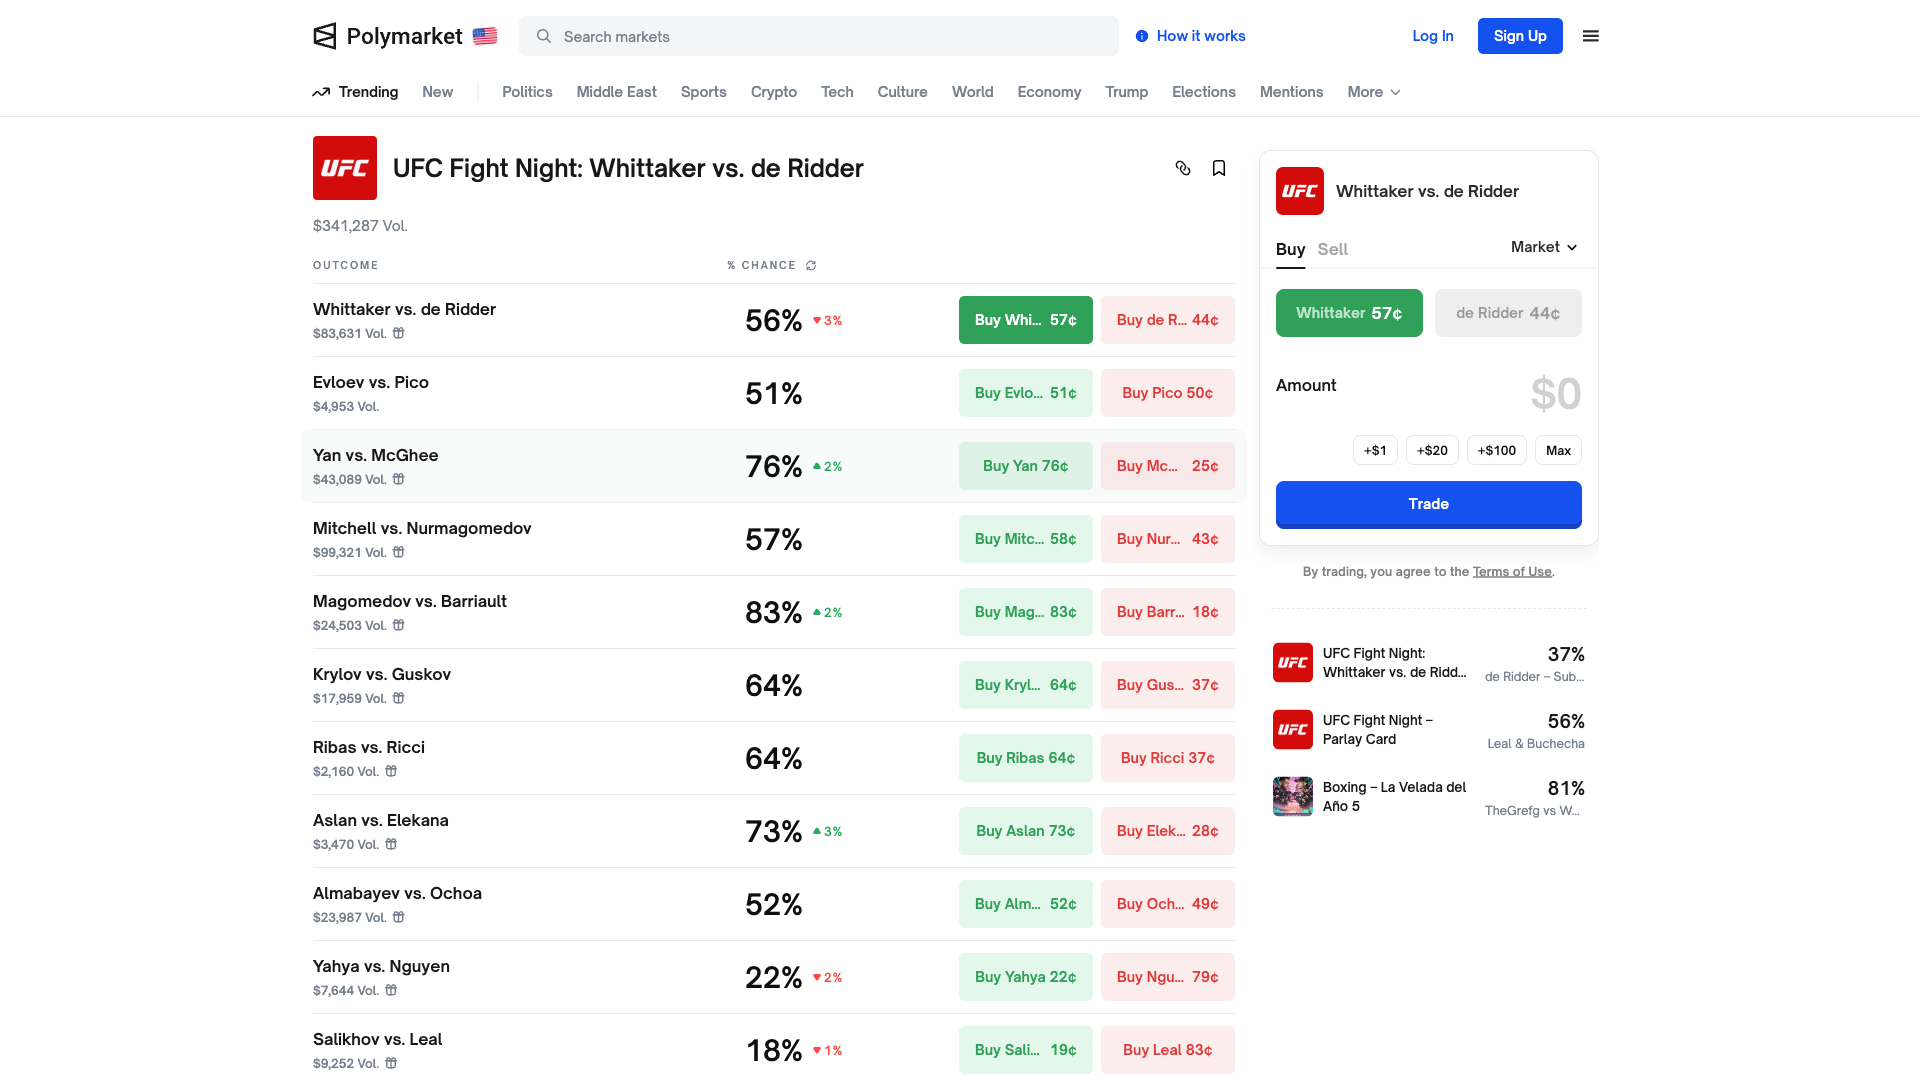 Polymarket
Search markets
How it works
Log In
Sign Up
Trending
New
Politics
Middle East
Sports
Crypto
Tech
Culture
World
Economy
Trump
Elections
Mentions
More
UFC
UFC Fight Night: Whittaker vs. de Ridder
$341,287 Vol.
OUTCOME
% CHANCE
Whittaker vs. de Ridder
$83,631 Vol.
56%
3%
Buy Whi... 57¢
Buy de R... 44¢
Evloev vs. Pico
$4,953 Vol.
51%
Buy Evlo... 51¢
Buy Pico 50¢
Yan vs. McGhee
$43,089 Vol.
76%
2%
Buy Yan 76¢
Buy Mc... 25¢
Mitchell vs. Nurmagomedov
$99,321 Vol.
57%
Buy Mitc... 58¢
Buy Nur... 43¢
Magomedov vs. Barriault
$24,503 Vol.
83%
2%
Buy Mag... 83¢
Buy Barr... 18¢
Krylov vs. Guskov
$17,959 Vol.
64%
Buy Kryl... 64¢
Buy Gus... 37¢
Ribas vs. Ricci
$2,160 Vol.
64%
Buy Ribas 64¢
Buy Ricci 37¢
Aslan vs. Elekana
$3,470 Vol.
73%
3%
Buy Aslan 73¢
Buy Elek... 28¢
Almabayev vs. Ochoa
$23,987 Vol.
52%
Buy Alm... 52¢
Buy Och... 49¢
Yahya vs. Nguyen
$7,644 Vol.
22%
2%
Buy Yahya 22¢
Buy Ngu... 79¢
Salikhov vs. Leal
$9,252 Vol.
18%
1%
Buy Sali... 19¢
Buy Leal 83¢
UFC
Whittaker vs. de Ridder
Buy
Sell
Market
Whittaker 57¢
de Ridder 44¢
Amount
$0
+$1
+$20
+$100
Max
Trade
By trading, you agree to the Terms of Use.
UFC
UFC Fight Night:
Whittaker vs. de Ridd...
37%
de Ridder – Sub...
UFC
UFC Fight Night –
Parlay Card
56%
Leal & Buchecha
Boxing – La Velada del
Año 5
81%
TheGrefg vs W...